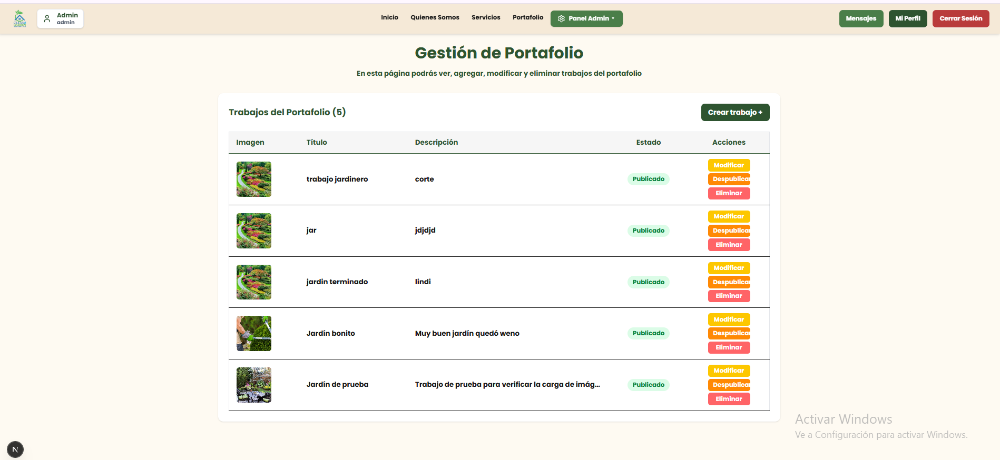 CLEAN&
GARDEN
Admin
admin
Inicio
Quienes Somos
Servicios
Portafolio
Panel Admin
Mensajes
Mi Perfil
Cerrar Sesión
Gestión de Portafolio
En esta página podrás ver, agregar, modificar y eliminar trabajos del portafolio
Trabajos del Portafolio (5)
Crear trabajo +
Imagen
Título
Descripción
Estado
Acciones
trabajo jardinero
corte
Publicado
Modificar
Despublicar
Eliminar
jar
jdjdjd
Publicado
Modificar
Despublicar
Eliminar
jardin terminado
lindi
Publicado
Modificar
Despublicar
Eliminar
Jardín bonito
Muy buen jardín quedó weno
Publicado
Modificar
Despublicar
Eliminar
Jardín de prueba
Trabajo de prueba para verificar la carga de imág...
Publicado
Modificar
Despublicar
Eliminar
Activar Windows
Ve a Configuración para activar Windows.
N